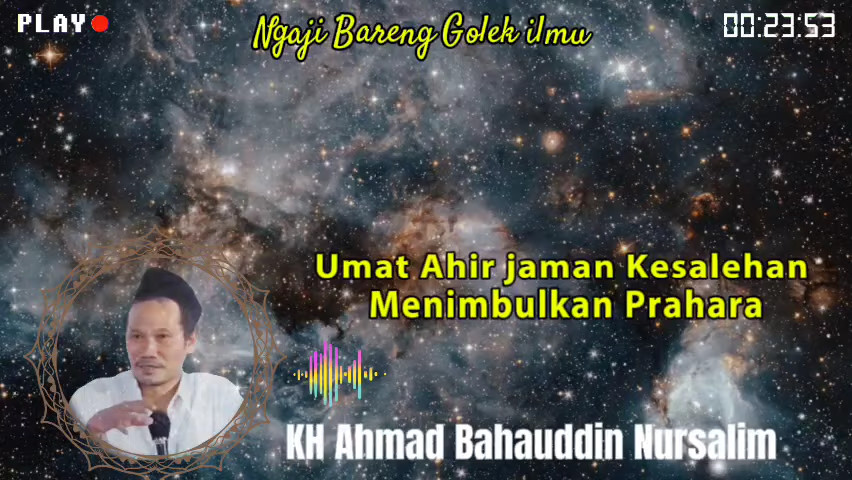 PLAY
Ngaji Bareng Golek ilmu
00:23:53
Umat Ahir jaman Kesalehan
Menimbulkan Prahara
KH Ahmad Bahauddin Nursalim